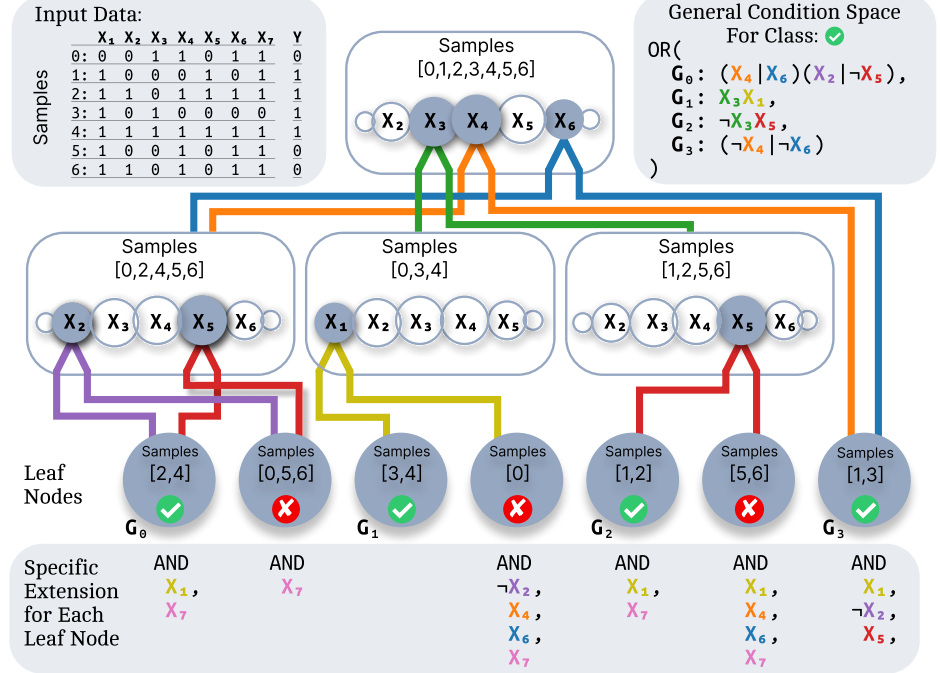 Input Data:
X₁ X₂ X₃ X₄ X₅ X₆ X₇ Y
0: 0 0 1 1 0 1 1 0
1: 1 0 0 0 1 0 1 1
2: 1 1 0 1 1 1 1 1
3: 1 0 1 0 0 0 0 1
4: 1 1 1 1 1 1 1 1
5: 0 1 0 1 0 1 1 0
6: 1 1 0 1 0 1 1 0
Samples
Samples
[0,1,2,3,4,5,6]
X₂ X₃ X₄ X₅ X₆
General Condition Space
For Class:
OR(
G₀: (X₄|X₆)(X₂|¬X₅),
G₁: X₃X₁,
G₂: ¬X₃X₅,
G₃: (¬X₄|¬X₆)
)
Samples
[0,2,4,5,6]
X₂ X₃ X₄ X₅ X₆
Samples
[0,3,4]
X₁ X₂ X₃ X₄ X₅
Samples
[1,2,5,6]
X₂ X₃ X₄ X₅ X₆
Leaf
Nodes
Samples
[2,4]
G₀
Samples
[0,5,6]
Samples
[3,4]
G₁
Samples
[0]
Samples
[1,2]
G₂
Samples
[5,6]
Samples
[1,3]
G₃
Specific
Extension
for Each
Leaf Node
AND
X₁,
X₇
AND
X₇
AND
¬X₂,
X₄,
X₆,
X₇
AND
X₁,
X₇
AND
X₁,
X₄,
X₆,
X₇
AND
X₁,
¬X₂,
X₅,